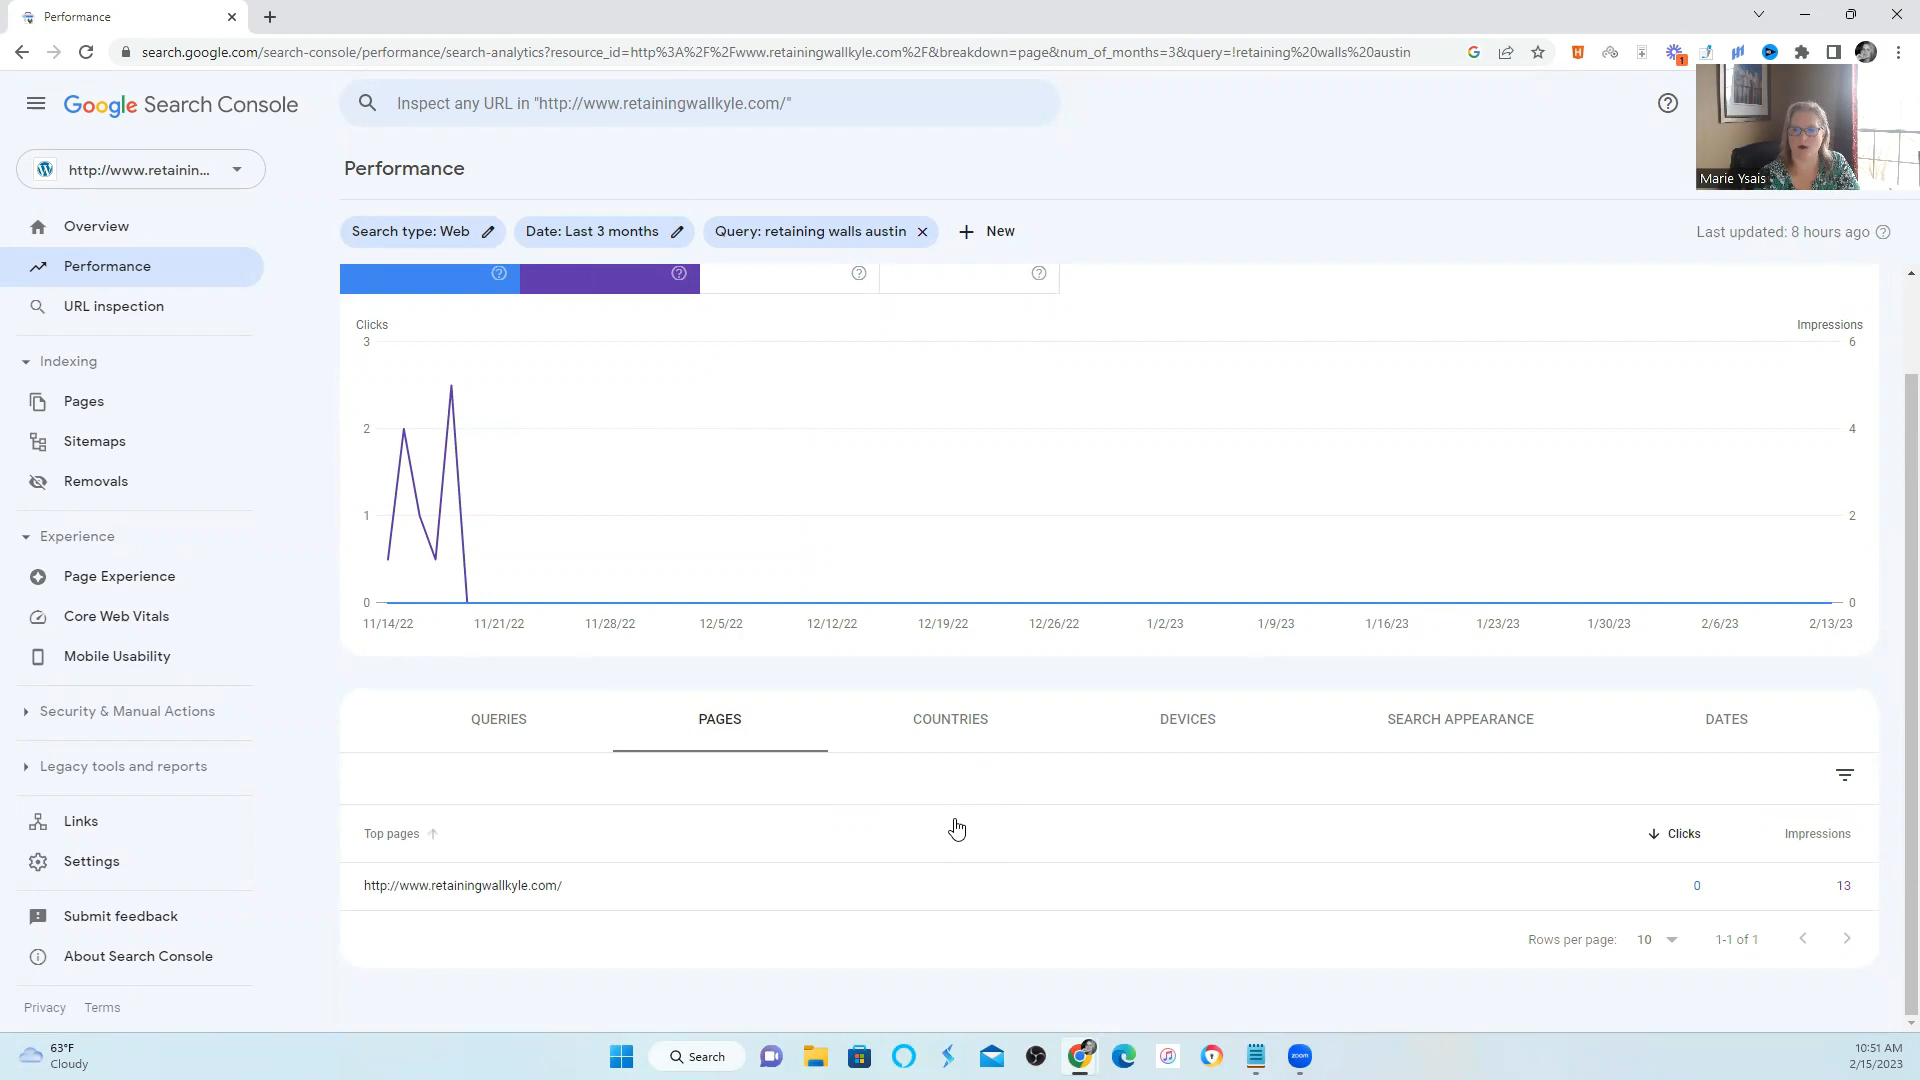 Performance
search.google.com/search-console/performance/search-analytics?resource_id=http%3A%2F%2Fwww.retainingwallkyle.com%2F&breakdown=page&num_of_months=3&query=!retaining%20walls%20austin
1
Google Search Console
Inspect any URL in "http://www.retainingwallkyle.com/"
Marie Ysais
http://www.retainin...
Performance
Search type: Web
Date: Last 3 months
Query: retaining walls austin
New
Last updated: 8 hours ago
Overview
Performance
URL inspection
Indexing
Pages
Sitemaps
Removals
Experience
Page Experience
Core Web Vitals
Mobile Usability
Security & Manual Actions
Legacy tools and reports
Links
Settings
Submit feedback
About Search Console
Privacy Terms
Clicks Impressions
3 6
2 4
1 2
0 0
11/14/22 11/21/22 11/28/22 12/5/22 12/12/22 12/19/22 12/26/22 1/2/23 1/9/23 1/16/23 1/23/23 1/30/23 2/6/23 2/13/23
QUERIES PAGES COUNTRIES DEVICES SEARCH APPEARANCE DATES
Top pages Clicks Impressions
http://www.retainingwallkyle.com/ 0 13
Rows per page: 10 1-1 of 1
63°F
Cloudy
Search
zoom
10:51 AM
2/15/2023